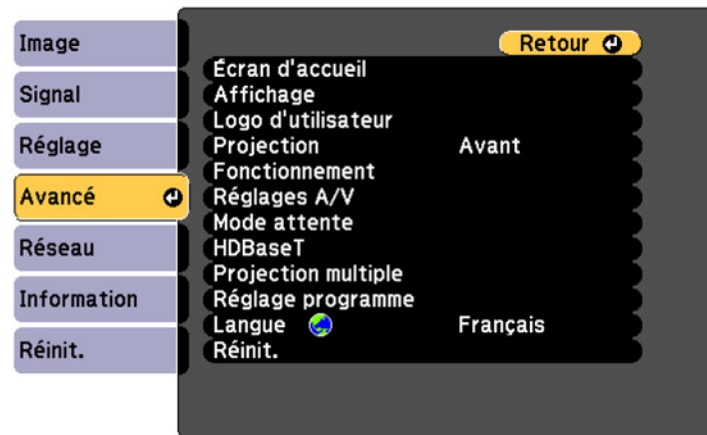 Image
Signal
Réglage
Avancé
Réseau
Information
Réinit.
Retour
Écran d'accueil
Affichage
Logo d'utilisateur
Projection Avant
Fonctionnement
Réglages A/V
Mode attente
HDBaseT
Projection multiple
Réglage programme
Langue Français
Réinit.